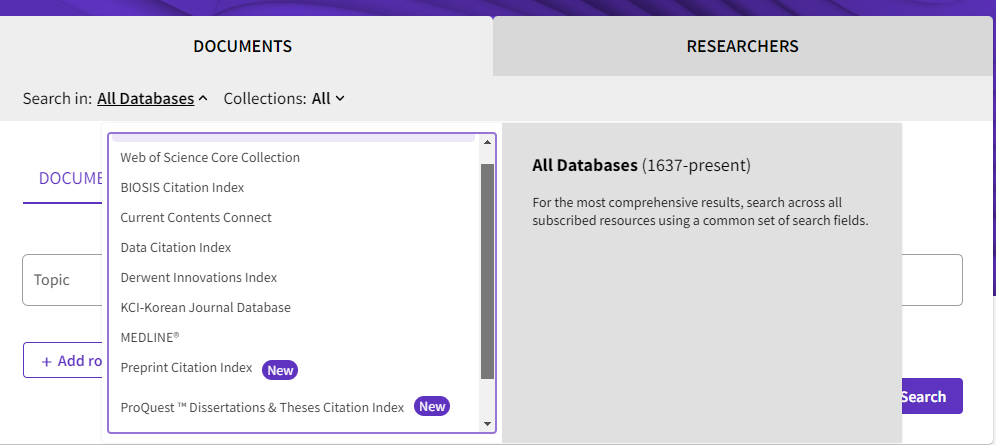 DOCUMENTS
RESEARCHERS
Search in: All Databases Collections: All
DOCUME
Web of Science Core Collection
BIOSIS Citation Index
Current Contents Connect
Data Citation Index
Derwent Innovations Index
KCI-Korean Journal Database
MEDLINE®
Preprint Citation Index New
ProQuest ™ Dissertations & Theses Citation Index New
All Databases (1637-present)
For the most comprehensive results, search across all
subscribed resources using a common set of search fields.
Topic
+ Add ro
Search